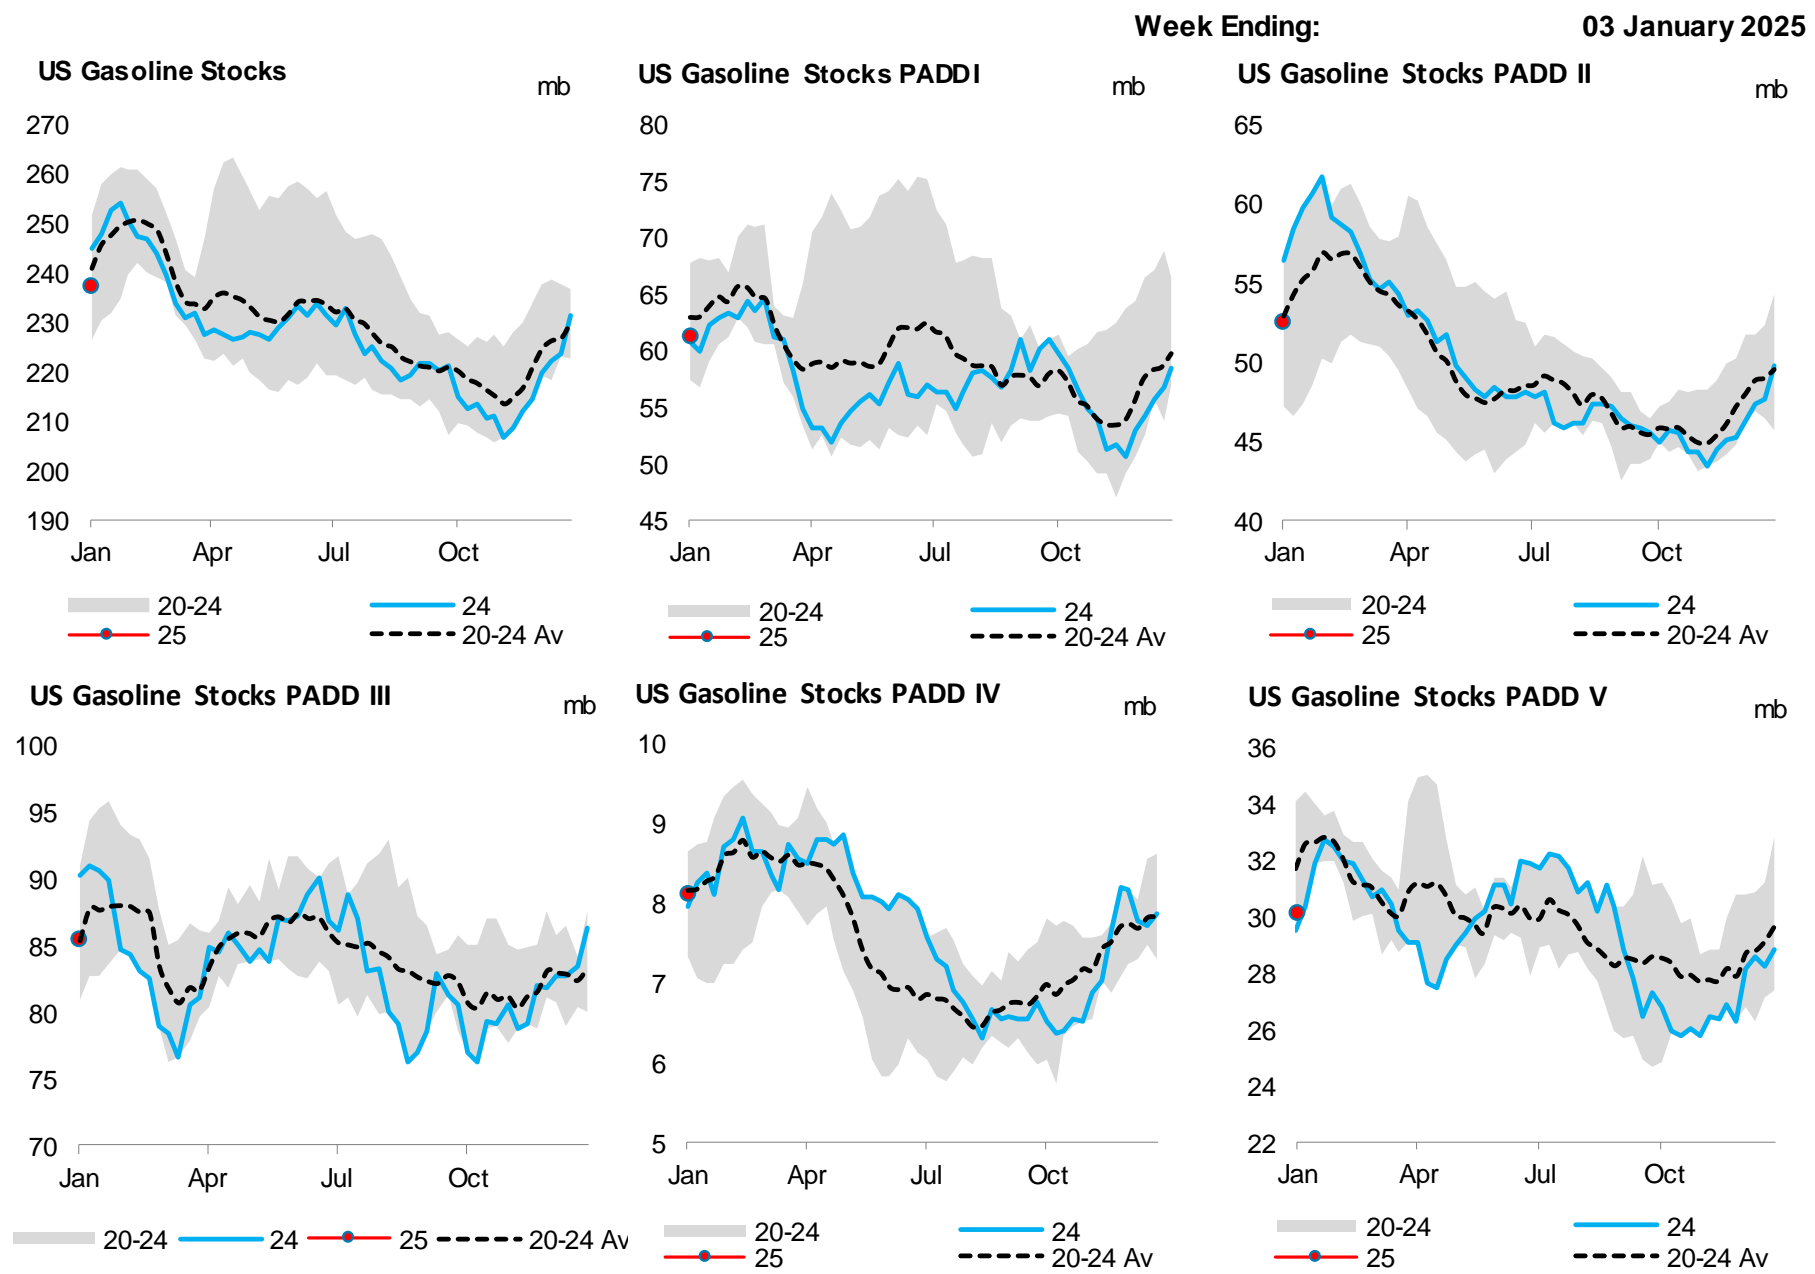 Week Ending: 03 January 2025
US Gasoline Stocks
mb
270
260
250
240
230
220
210
200
190
Jan Apr Jul Oct
20-24 24
25 20-24 Av
US Gasoline Stocks PADD I
mb
80
75
70
65
60
55
50
45
Jan Apr Jul Oct
20-24 24
25 20-24 Av
US Gasoline Stocks PADD II
mb
65
60
55
50
45
40
Jan Apr Jul Oct
20-24 24
25 20-24 Av
US Gasoline Stocks PADD III
mb
100
95
90
85
80
75
70
Jan Apr Jul Oct
20-24 24 25 20-24 Av
US Gasoline Stocks PADD IV
mb
10
9
8
7
6
5
Jan Apr Jul Oct
20-24 24
25 20-24 Av
US Gasoline Stocks PADD V
mb
36
34
32
30
28
26
24
22
Jan Apr Jul Oct
20-24 24
25 20-24 Av